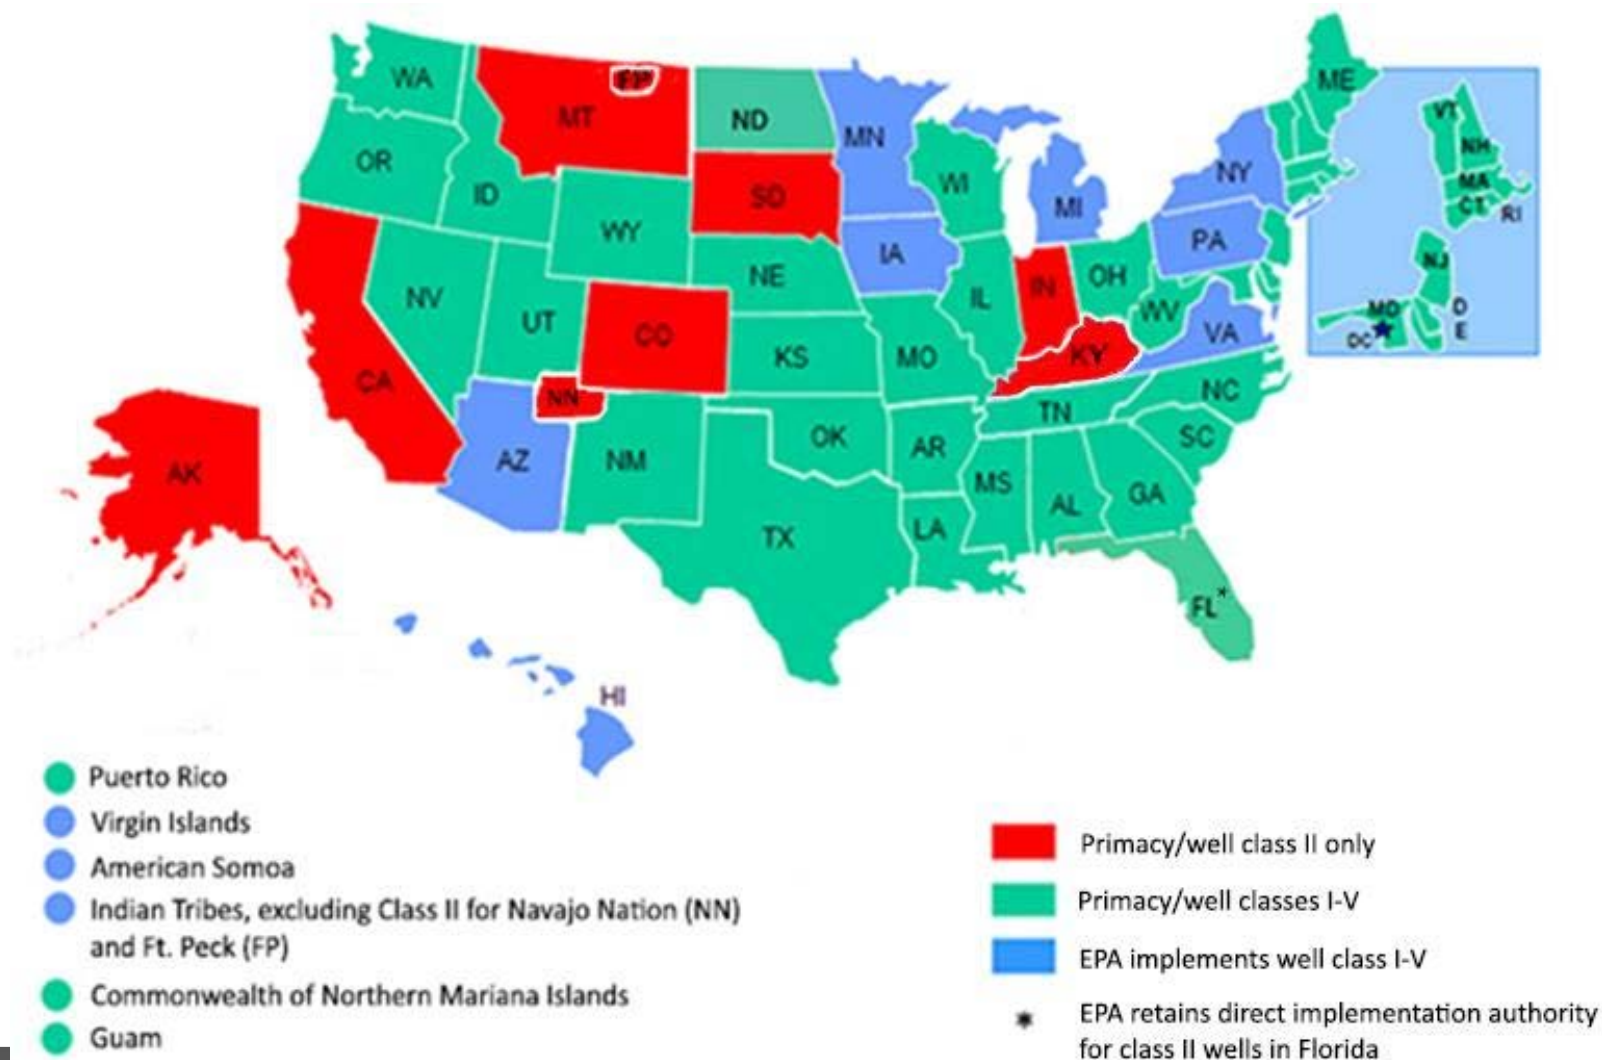 WA
FP
MT
ND
MN
ME
OR
ID
SD
WI
MI
NY
VT
NH
MA
CT
RI
WY
NE
IA
PA
NV
UT
CO
KS
MO
IL
IN
OH
WV
VA
NJ
MD
D
E
DC
CA
KY
NN
AZ
NM
OK
AR
TN
NC
SC
MS
AL
GA
LA
TX
FL*
AK
HI
Puerto Rico
Virgin Islands
American Somoa
Indian Tribes, excluding Class II for Navajo Nation (NN)
and Ft. Peck (FP)
Commonwealth of Northern Mariana Islands
Guam
Primacy/well class II only
Primacy/well classes I-V
EPA implements well class I-V
* EPA retains direct implementation authority
for class II wells in Florida